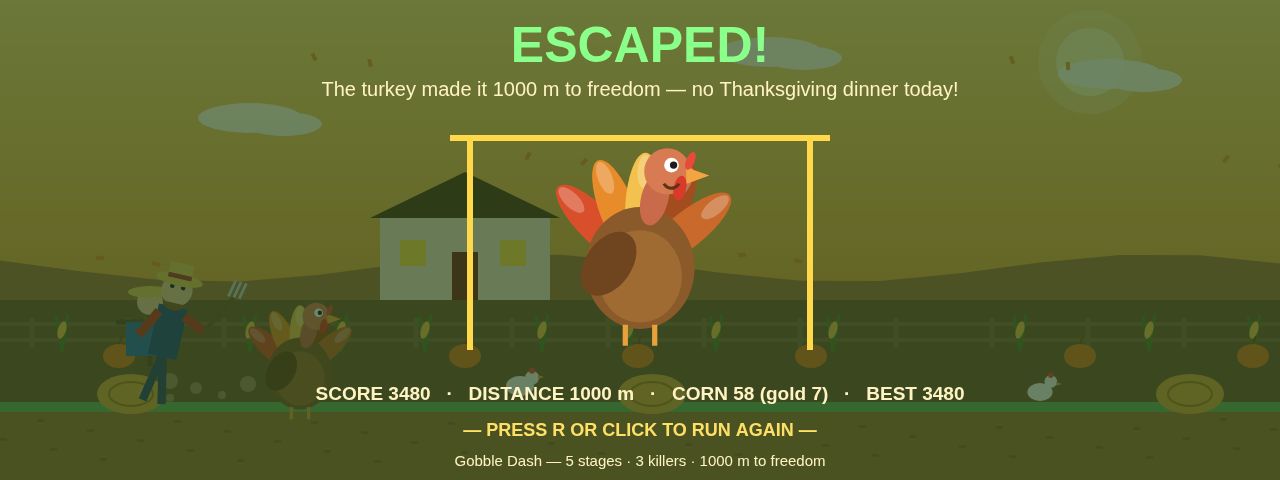 ESCAPED!
The turkey made it 1000 m to freedom — no Thanksgiving dinner today!
SCORE 3480 · DISTANCE 1000 m · CORN 58 (gold 7) · BEST 3480
— PRESS R OR CLICK TO RUN AGAIN —
Gobble Dash — 5 stages · 3 killers · 1000 m to freedom